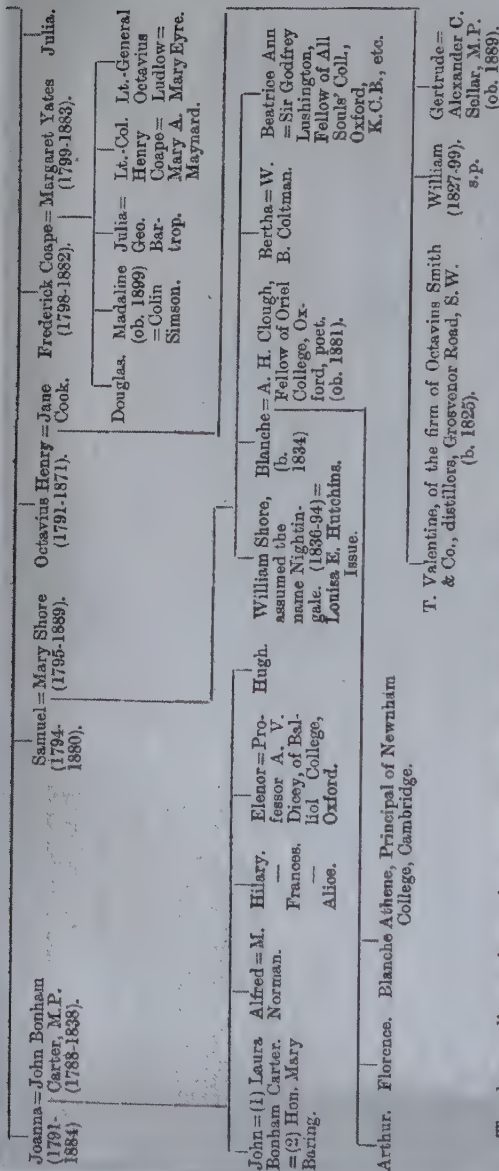 Joanna = John Bonham
(1791- Carter, M.P.
1884) (1788-1838).
Samuel = Mary Shore
(1794- (1795-1889).
1880).
Octavius Henry = Jane
(1791-1871). Cook.
Frederick Coape = Margaret Yates
(1798-1882). (1799-1883).
Julia.
Douglas.
Madaline
(ob. 1899)
= Colin
Simson.
Julia =
Geo.
Bar-
trop.
Lt.-Col.
Henry
Coape =
Mary A.
Maynard.
Lt.-General
Octavius
Ludlow =
Mary Eyre.
John = (1) Laura
Bonham Carter.
= (2) Hon. Mary
Baring.
Alfred = M.
Norman.
Hilary.
—
Frances.
—
Alice.
Elenor = Pro-
fessor A. V.
Dicey, of Bal-
liol College,
Oxford.
Hugh.
William Shore,
assumed the
name Nightin-
gale. (1836-94) =
Louisa E. Hutchins.
Issue.
Blanche = A. H. Clough,
(b. Fellow of Oriel
1834) College, Ox-
ford, poet.
(ob. 1881).
Bertha = W.
B. Coltman.
Beatrice Ann
= Sir Godfrey
Lushington,
Fellow of All
Souls' Coll.,
Oxford,
K.C.B., etc.
Arthur.
Florence.
Blanche Athene, Principal of Newnham
College, Cambridge.
T. Valentine, of the firm of Octavius Smith
& Co., distillers, Grosvenor Road, S.W.
(b. 1825).
William
(1827-99).
s.p.
Gertrude =
Alexander C.
Sellar, M.P.
(ob. 1889).